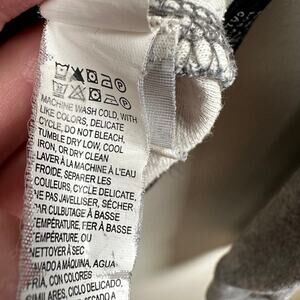 MACHINE WASH COLD, WITH
LIKE COLORS, DELICATE
CYCLE, DO NOT BLEACH,
TUMBLE DRY LOW, COOL
IRON, OR DRY CLEAN
LAVER À LA MACHINE À L'EAU
FROIDE, SEPARER LES
COULEURS, CYCLE DELICATE,
NE PAS JAVELLISER, SÉCHER
PAR CULBUTAGE À BASSE
TEMPÉRATURE, FER À BASSE
TEMPÉRATURE, OU
NETTOYER À SEC
LAVADO A MÁQUINA, AGUA
FRIA, CON COLORES
SIMILARES, CICLO DELICADO,